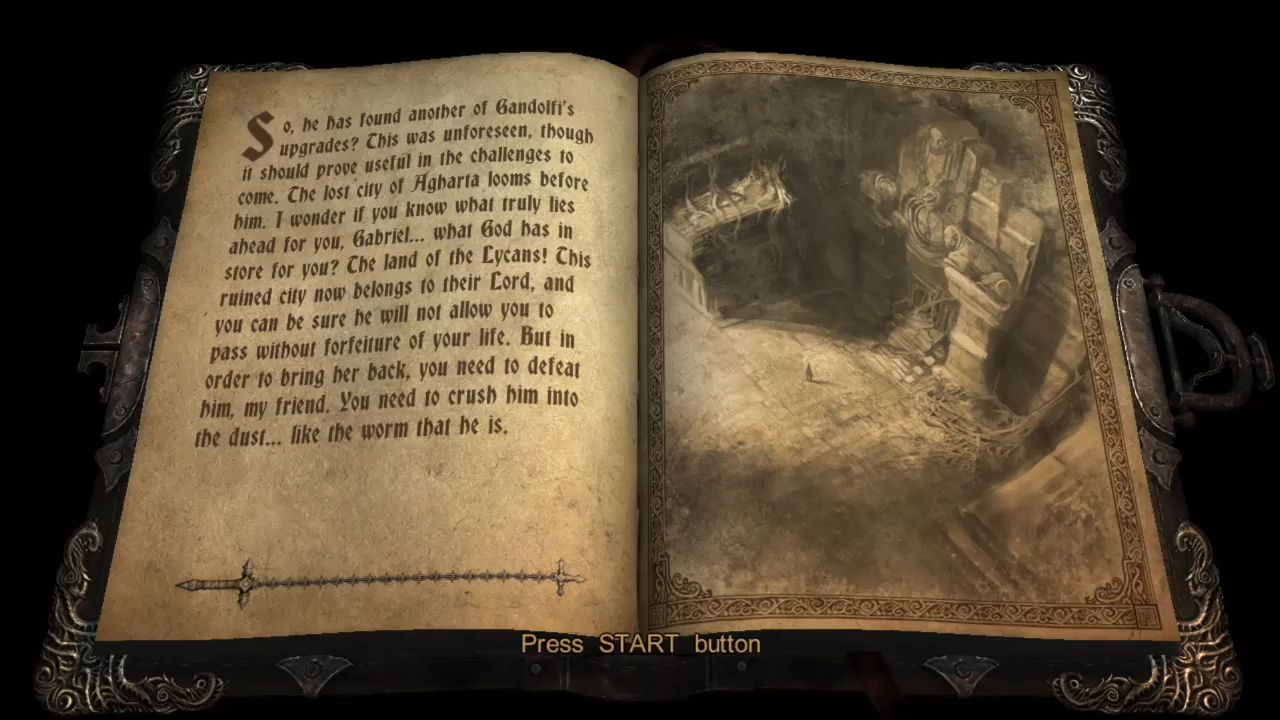 So, he has found another of Gandolfi's
upgrades? This was unforeseen, though
it should prove useful in the challenges to
come. The lost city of Agharta looms before
him. I wonder if you know what truly lies
ahead for you, Gabriel... what God has in
store for you? The land of the Lycans! This
ruined city now belongs to their Lord, and
you can be sure he will not allow you to
pass without forfeiture of your life. But in
order to bring her back, you need to defeat
him, my friend. You need to crush him into
the dust... like the worm that he is.
Press START button